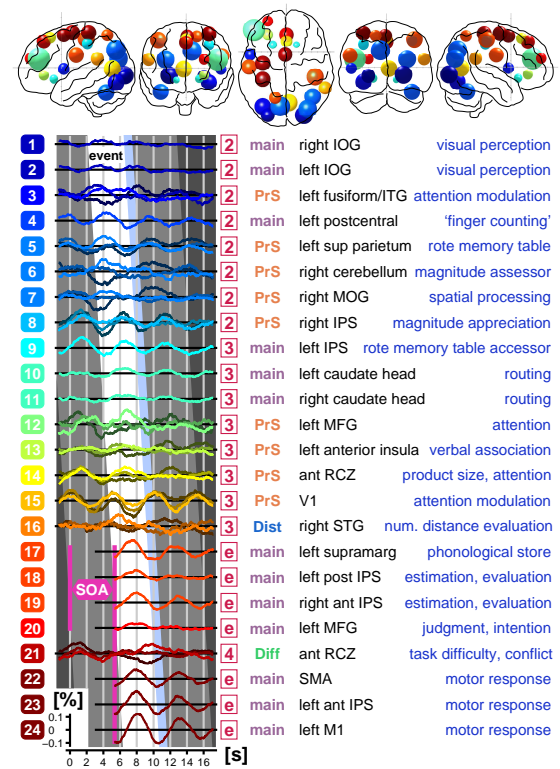 1 2 main right IOG visual perception
event
2 2 main left IOG visual perception
3 2 PrS left fusiform/ITG attention modulation
4 2 main left postcentral ‘finger counting’
5 2 PrS left sup parietum rote memory table
6 2 PrS right cerebellum magnitude assessor
7 2 PrS right MOG spatial processing
8 2 PrS right IPS magnitude appreciation
9 3 main left IPS rote memory table accessor
10 3 main left caudate head routing
11 3 main right caudate head routing
12 3 PrS left MFG attention
13 3 PrS left anterior insula verbal association
14 3 PrS ant RCZ product size, attention
15 3 PrS V1 attention modulation
16 3 Dist right STG num. distance evaluation
17 e main left supramarg phonological store
18 e main left post IPS estimation, evaluation
SOA
19 e main right ant IPS estimation, evaluation
20 e main left MFG judgment, intention
21 4 Diff ant RCZ task difficulty, conflict
22 e main SMA motor response
[%]
23 e main left ant IPS motor response
0.1
24 0 e main left M1 motor response
-0.1
0 2 4 6 8 10 12 14 16 [s]